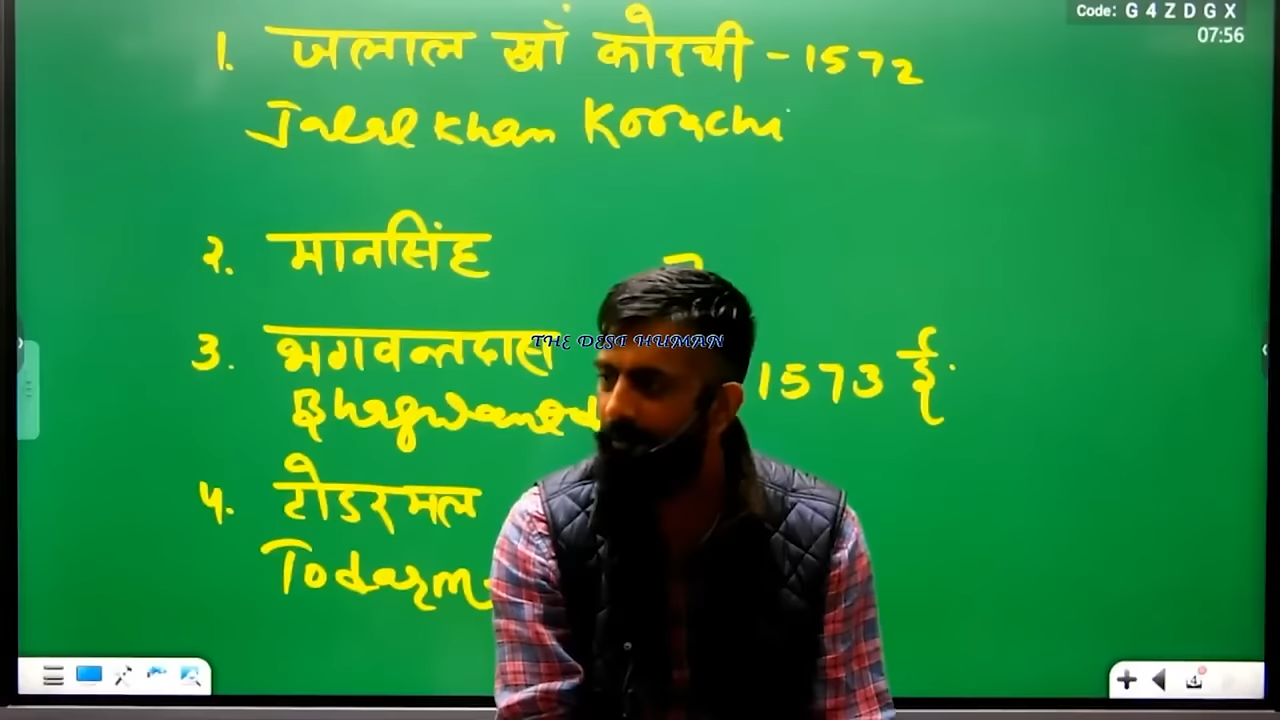 Code: G 4 Z D G X
07:56
1. जलाल खाँ कोरची - 1572
Jalal Khan Korachi
2. मानसिंह
3. भगवन्तदास
1573 ई.
THE DESI HUMAN
4. टोडरमल